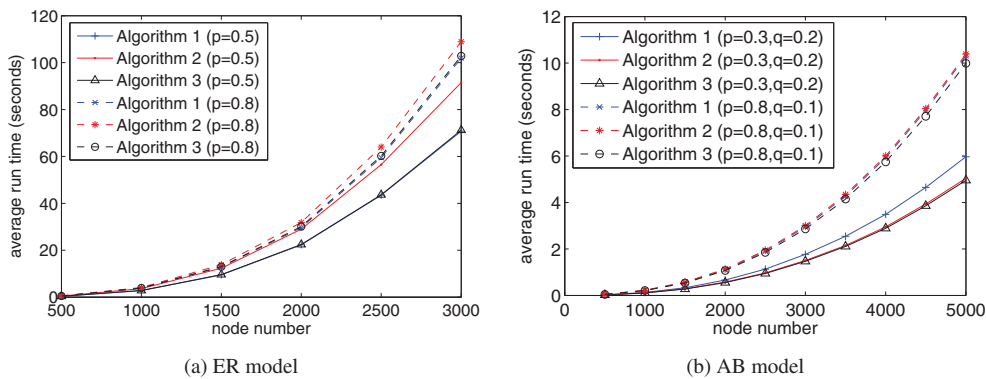 average run time (seconds)
120
100
80
60
40
20
0
Algorithm 1 (p=0.5)
Algorithm 2 (p=0.5)
Algorithm 3 (p=0.5)
Algorithm 1 (p=0.8)
Algorithm 2 (p=0.8)
Algorithm 3 (p=0.8)
500 1000 1500 2000 2500 3000
node number
(a) ER model
average run time (seconds)
12
10
8
6
4
2
0
Algorithm 1 (p=0.3,q=0.2)
Algorithm 2 (p=0.3,q=0.2)
Algorithm 3 (p=0.3,q=0.2)
Algorithm 1 (p=0.8,q=0.1)
Algorithm 2 (p=0.8,q=0.1)
Algorithm 3 (p=0.8,q=0.1)
0 1000 2000 3000 4000 5000
node number
(b) AB model